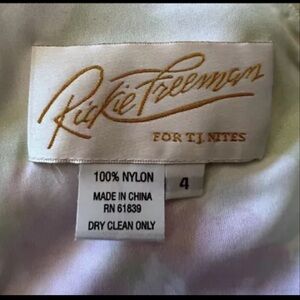 Rickie Freeman
FOR T.J. NITES
100% NYLON
MADE IN CHINA
RN 61839
DRY CLEAN ONLY
4